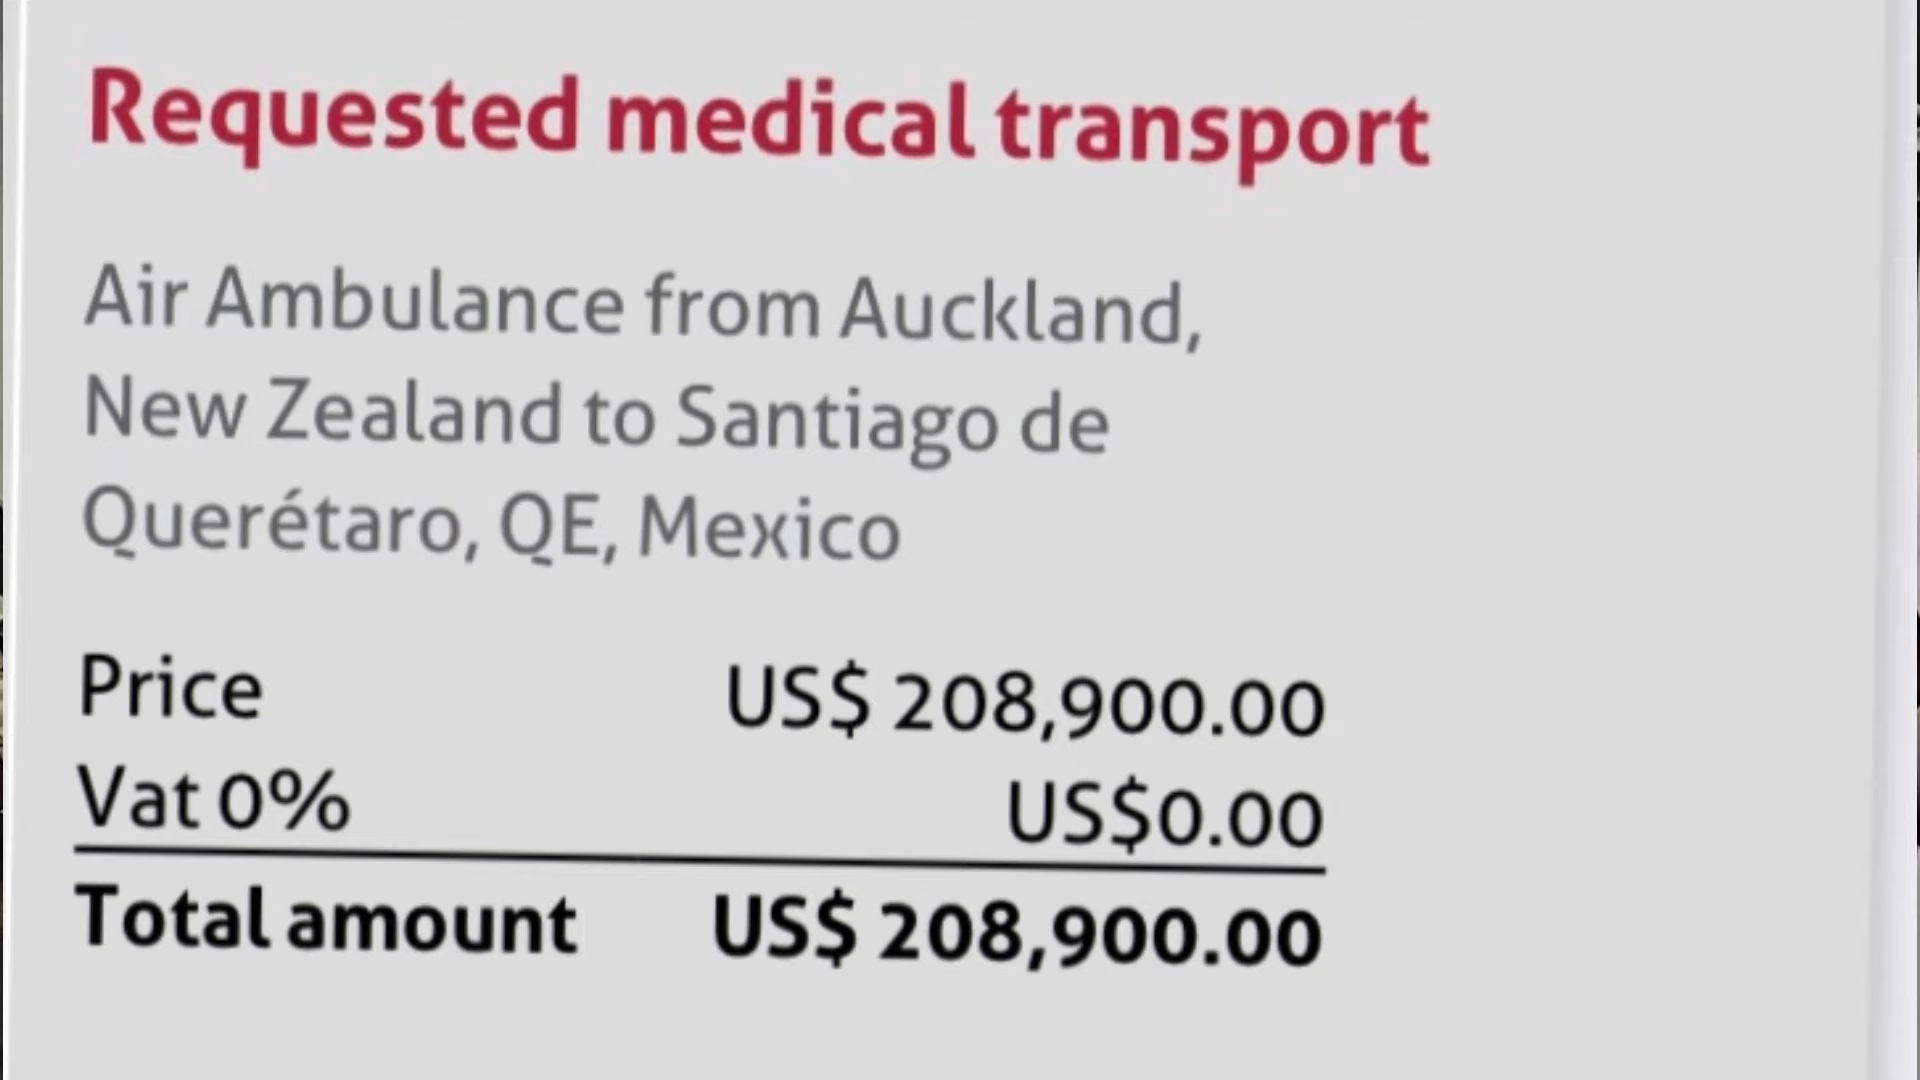 Requested medical transport
Air Ambulance from Auckland,
New Zealand to Santiago de
Querétaro, QE, Mexico
Price US$ 208,900.00
Vat 0% US$0.00
Total amount US$ 208,900.00